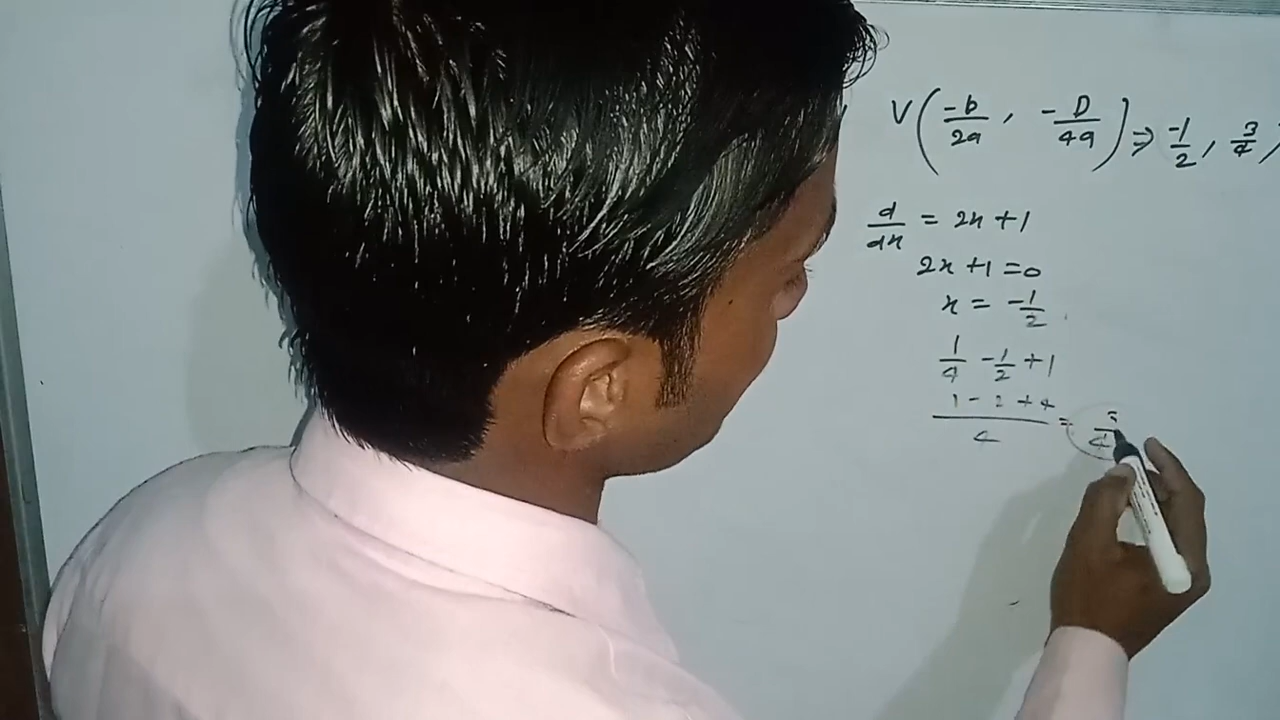 V(-b/2a, -D/4a) ⇒ -1/2, 3/4)
d/dx = 2x+1
2x+1=0
x = -1/2
1/4 - 1/2 + 1
1-2+4/4 =